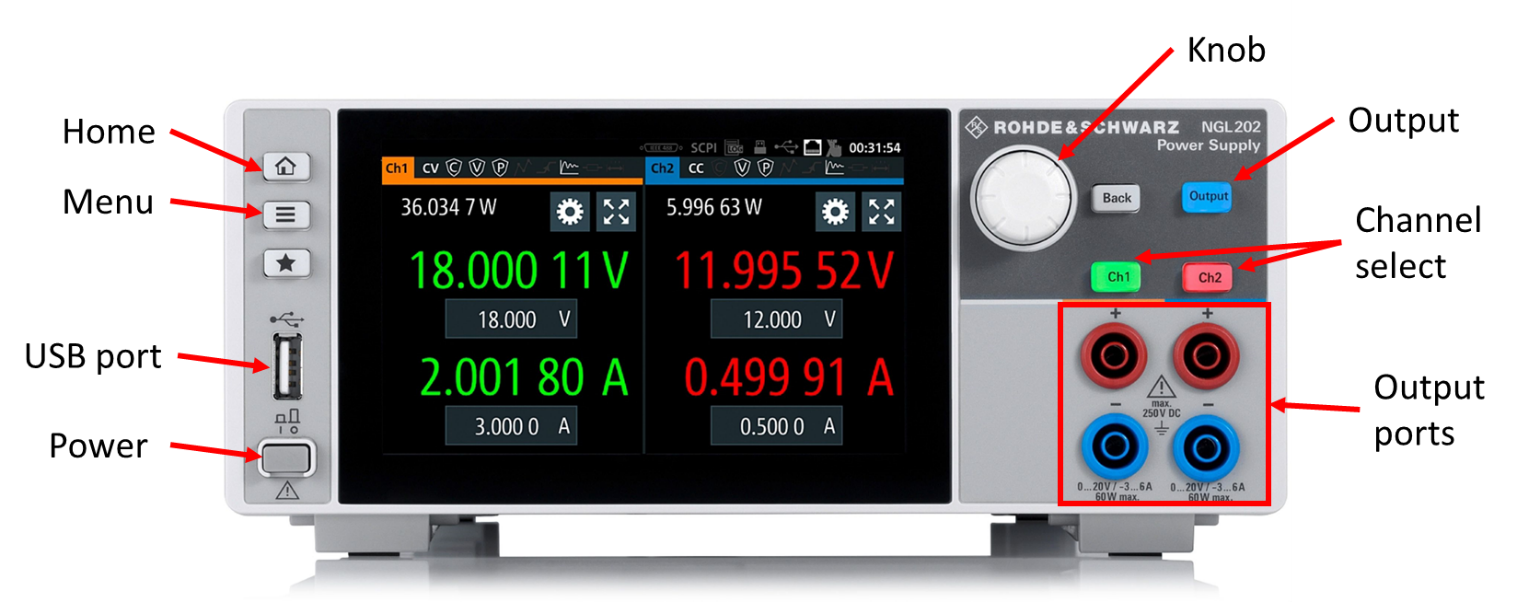 Knob
Home
Menu
USB port
Power
IEEE 488 SCPI LOG 00:31:54
Ch1 CV C V P
Ch2 CC C V P
36.034 7 W
5.996 63 W
18.000 11 V
11.995 52 V
18.000 V
12.000 V
2.001 80 A
0.499 91 A
3.000 0 A
0.500 0 A
ROHDE&SCHWARZ NGL202
Power Supply
Back
Output
Ch1
Ch2
+ +
max.
250V DC
- -
0...20V / -3...6A
60W max.
0...20V / -3...6A
60W max.
Output
Channel
select
Output
ports